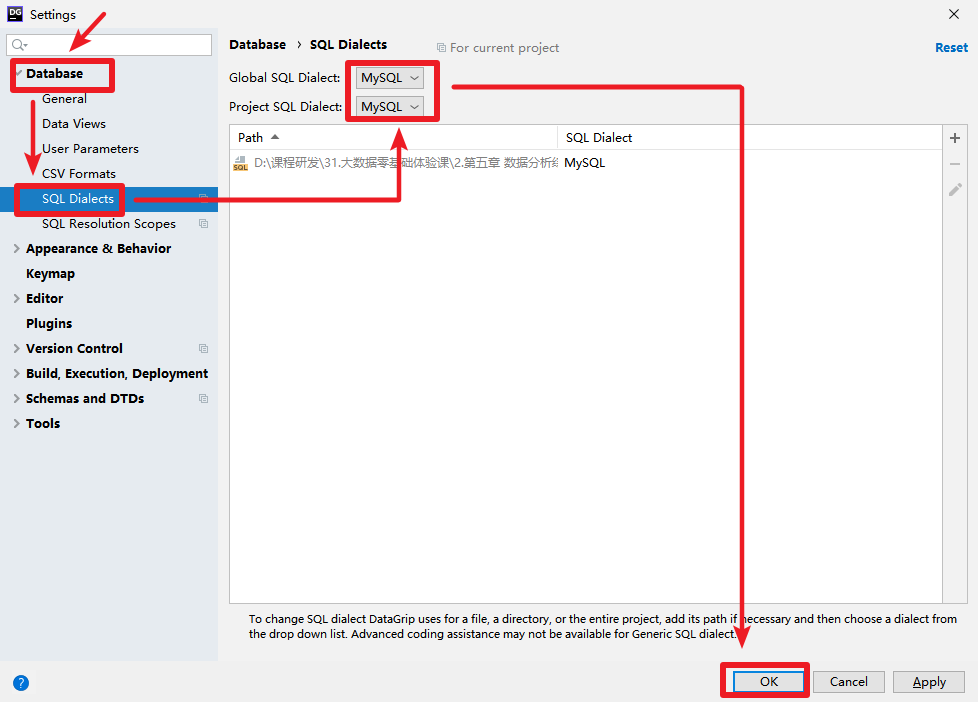 DG Settings
Database › SQL Dialects For current project Reset
Global SQL Dialect: MySQL
Project SQL Dialect: MySQL
Path SQL Dialect
SQL D:\课程研发\31.大数据零基础体验课\2.第五章 数据分析 MySQL
Database
General
Data Views
User Parameters
CSV Formats
SQL Dialects
SQL Resolution Scopes
Appearance & Behavior
Keymap
Editor
Plugins
Version Control
Build, Execution, Deployment
Schemas and DTDs
Tools
To change SQL dialect DataGrip uses for a file, a directory, or the entire project, add its path if necessary and then choose a dialect from
the drop down list. Advanced coding assistance may not be available for Generic SQL dialect.
? OK Cancel Apply